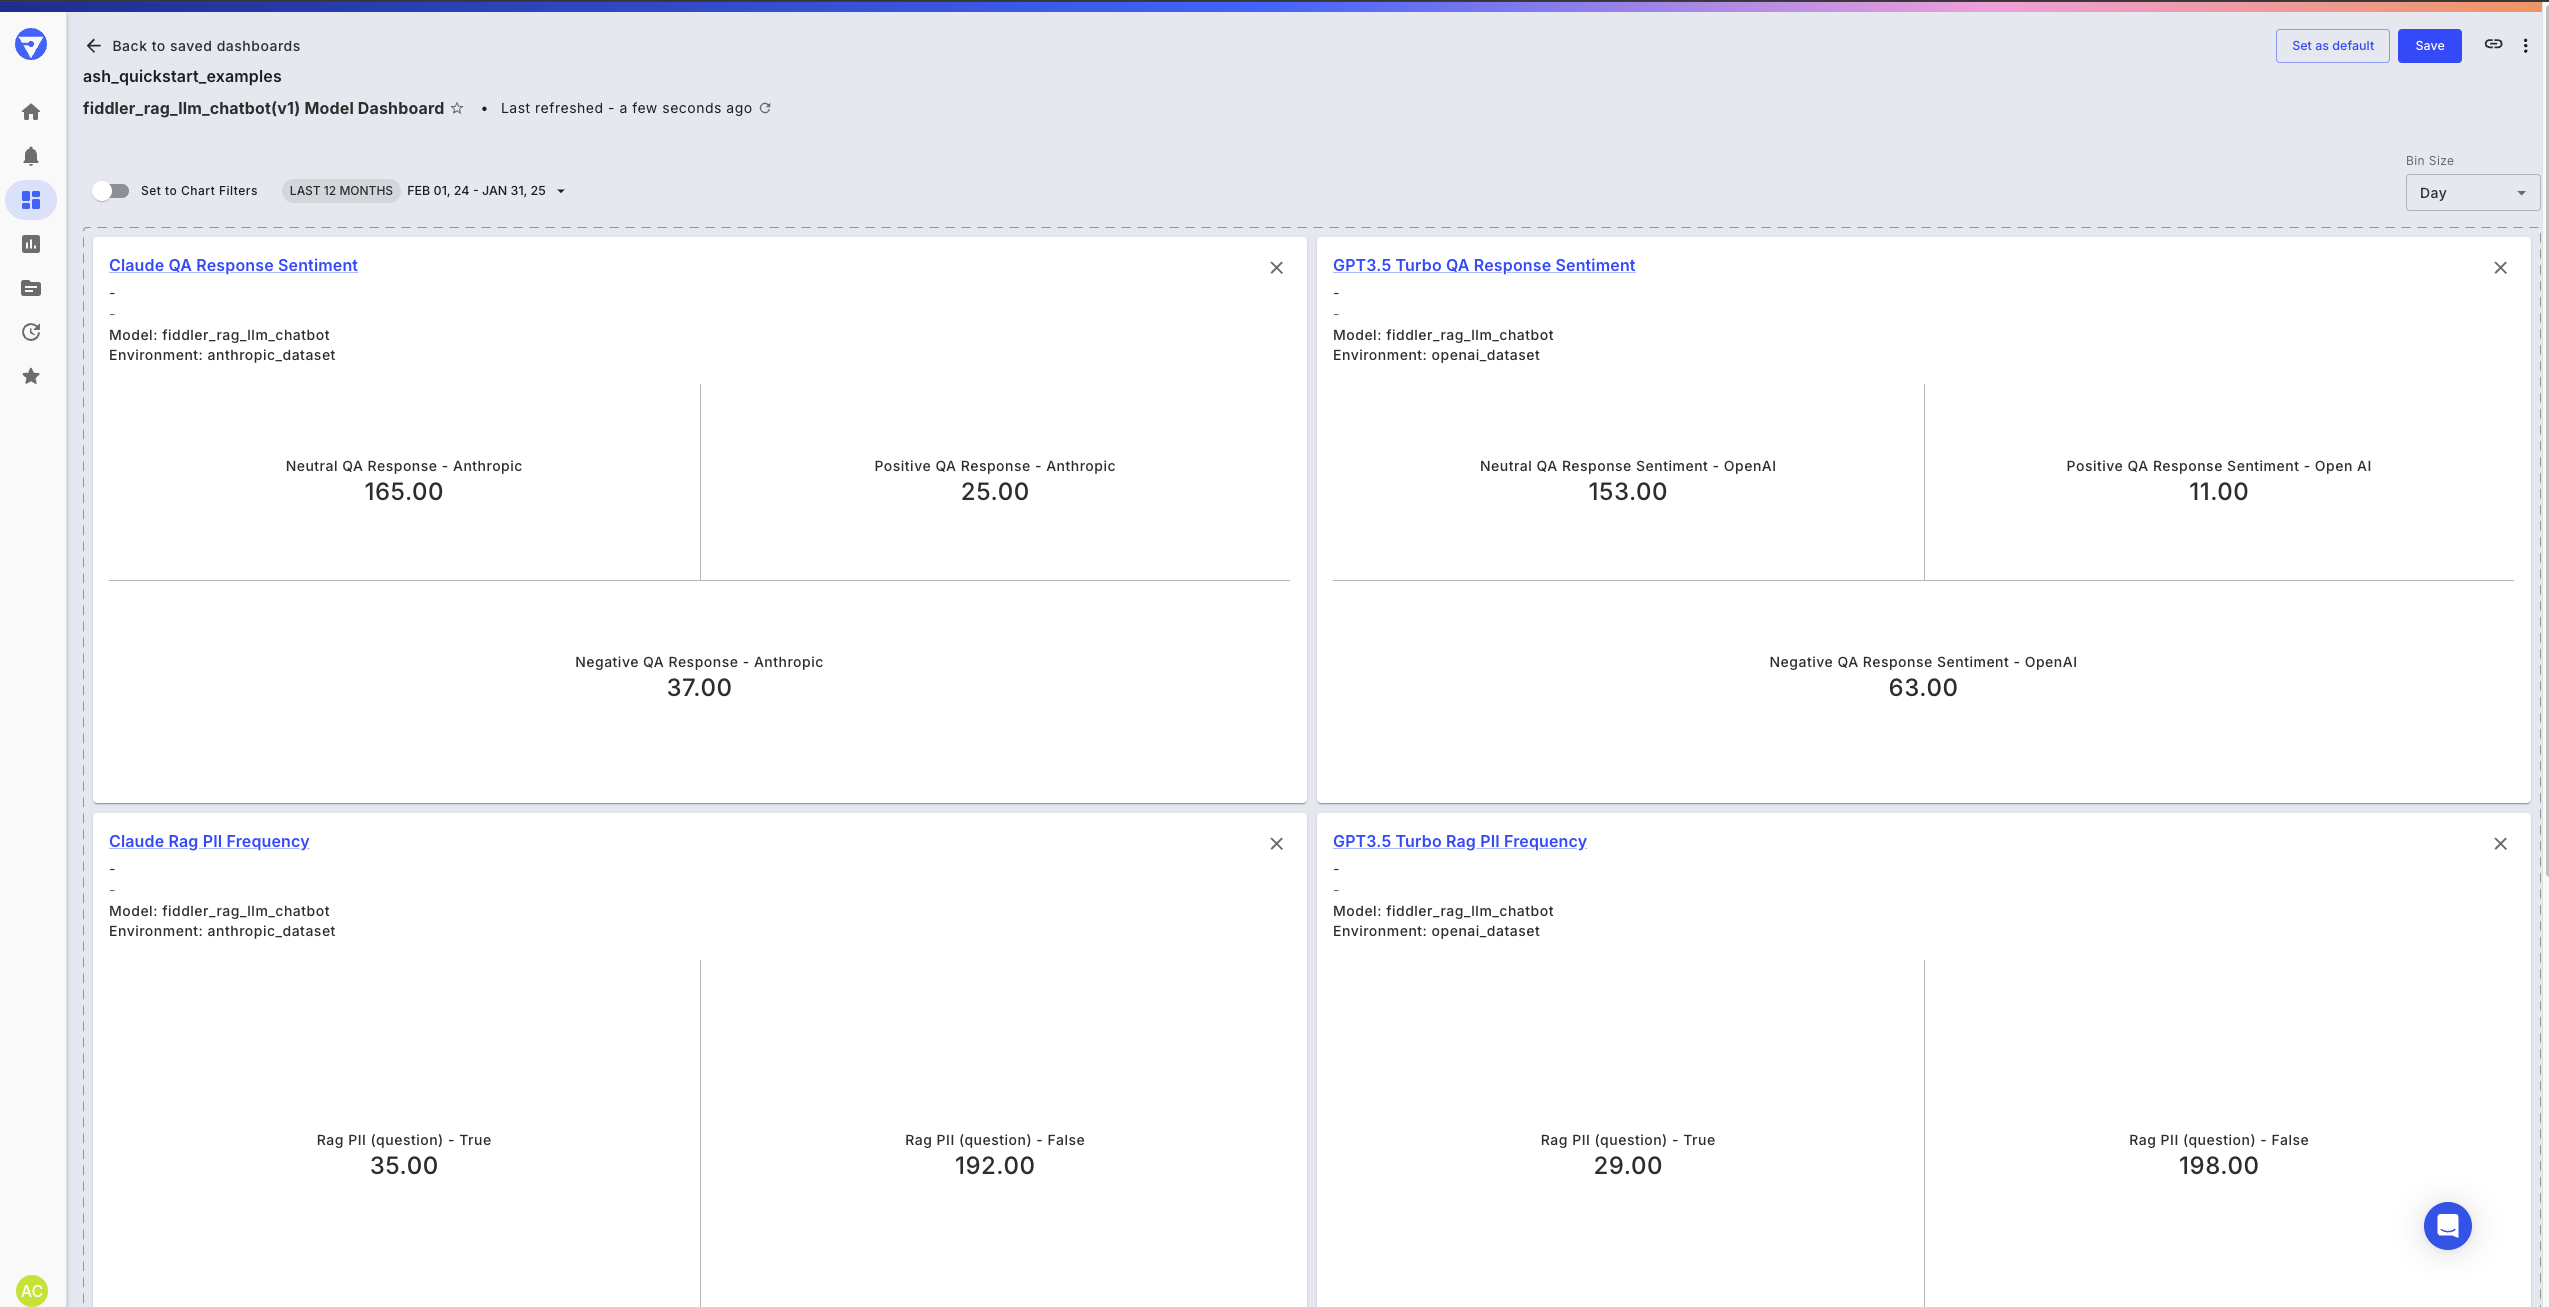 Back to saved dashboards
Set as default
Save
ash_quickstart_examples
fiddler_rag_llm_chatbot(v1) Model Dashboard • Last refreshed - a few seconds ago
Bin Size
Set to Chart Filters LAST 12 MONTHS FEB 01, 24 - JAN 31, 25
Day
Claude QA Response Sentiment
-
-
Model: fiddler_rag_llm_chatbot
Environment: anthropic_dataset
Neutral QA Response - Anthropic
165.00
Positive QA Response - Anthropic
25.00
Negative QA Response - Anthropic
37.00
GPT3.5 Turbo QA Response Sentiment
-
-
Model: fiddler_rag_llm_chatbot
Environment: openai_dataset
Neutral QA Response Sentiment - OpenAI
153.00
Positive QA Response Sentiment - Open AI
11.00
Negative QA Response Sentiment - OpenAI
63.00
Claude Rag PII Frequency
-
-
Model: fiddler_rag_llm_chatbot
Environment: anthropic_dataset
Rag PII (question) - True
35.00
Rag PII (question) - False
192.00
GPT3.5 Turbo Rag PII Frequency
-
-
Model: fiddler_rag_llm_chatbot
Environment: openai_dataset
Rag PII (question) - True
29.00
Rag PII (question) - False
198.00
AC